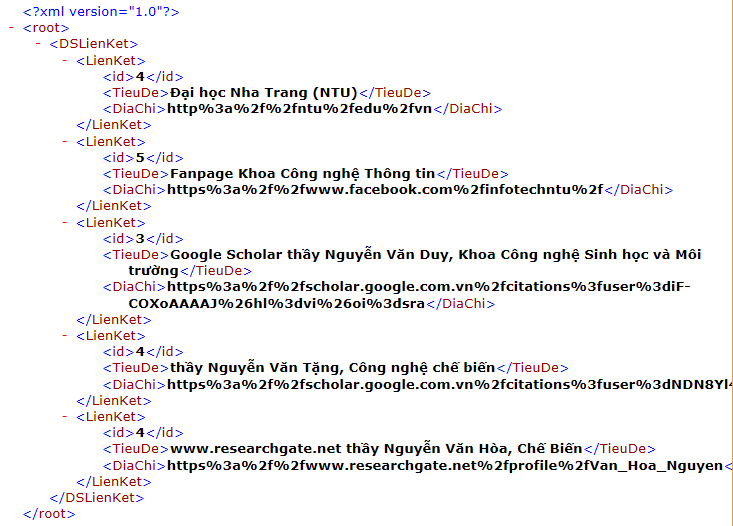 <?xml version="1.0"?>
- <root>
- <DSLienKet>
- <LienKet>
<id>4</id>
<TieuDe>Đại học Nha Trang (NTU)</TieuDe>
<DiaChi>http%3a%2f%2fntu%2fedu%2fvn</DiaChi>
</LienKet>
- <LienKet>
<id>5</id>
<TieuDe>Fanpage Khoa Công nghệ Thông tin</TieuDe>
<DiaChi>https%3a%2f%2fwww.facebook.com%2finfotechntu%2f</DiaChi>
</LienKet>
- <LienKet>
<id>3</id>
<TieuDe>Google Scholar thầy Nguyễn Văn Duy, Khoa Công nghệ Sinh học và Môi
trường</TieuDe>
<DiaChi>https%3a%2f%2fscholar.google.com.vn%2fcitations%3fuser%3diF-
COXoAAAAJ%26hl%3dvi%26oi%3dsra</DiaChi>
</LienKet>
- <LienKet>
<id>4</id>
<TieuDe>thầy Nguyễn Văn Tặng, Công nghệ chế biến</TieuDe>
<DiaChi>https%3a%2f%2fscholar.google.com.vn%2fcitations%3fuser%3dNDN8Yl4
</LienKet>
- <LienKet>
<id>4</id>
<TieuDe>www.researchgate.net thầy Nguyễn Văn Hòa, Chế Biến</TieuDe>
<DiaChi>https%3a%2f%2fwww.researchgate.net%2fprofile%2fVan_Hoa_Nguyen<
</LienKet>
</DSLienKet>
</root>